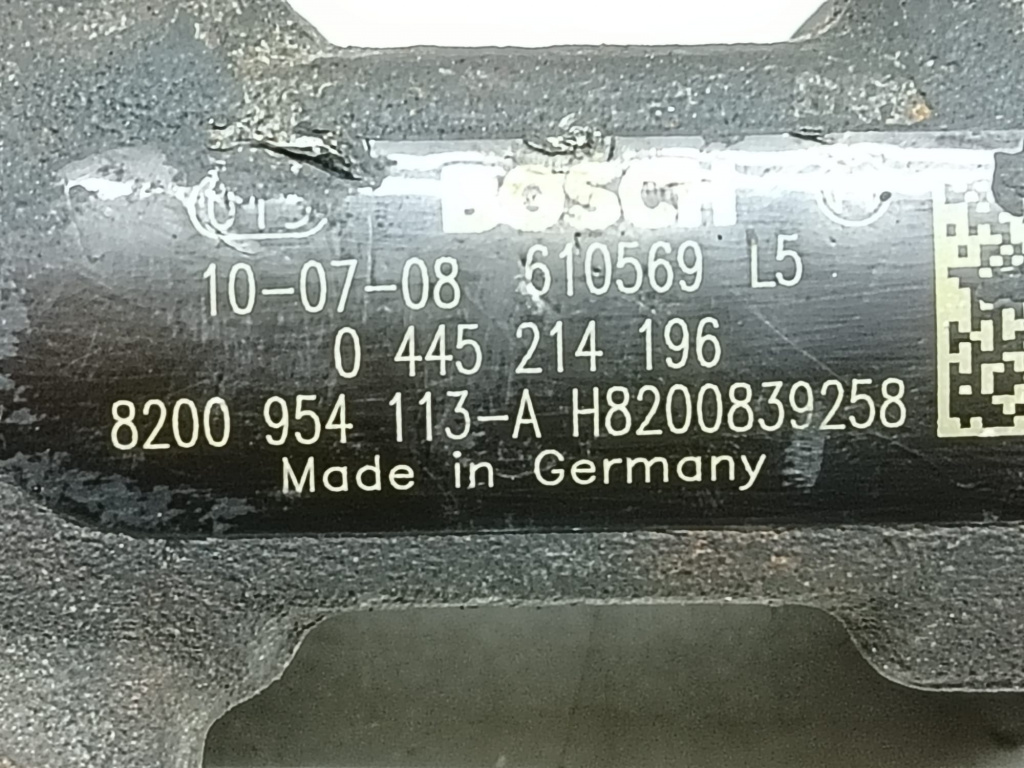 BOSCH
10-07-08 610569 L5
0 445 214 196
8200 954 113-A H8200839258
Made in Germany